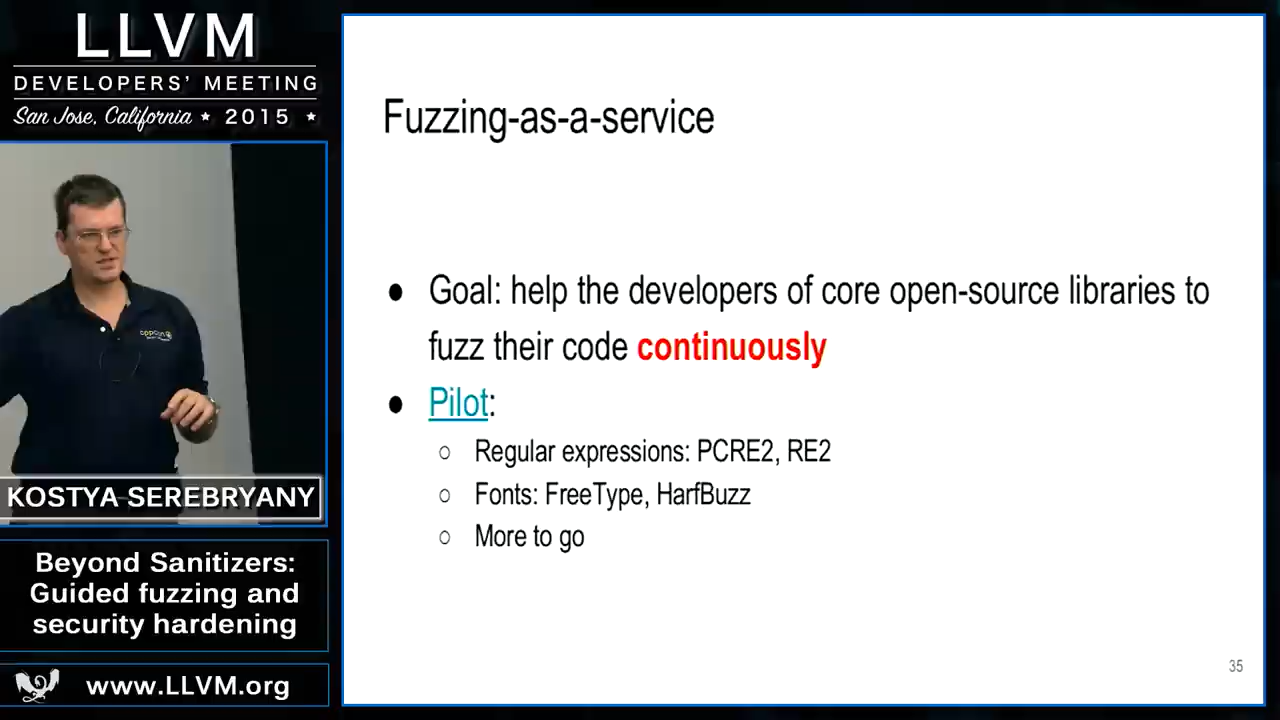 LLVM
DEVELOPERS' MEETING
San Jose, California ★ 2015 ★
cppcon
KOSTYA SEREBRYANY
Beyond Sanitizers:
Guided fuzzing and
security hardening
www.LLVM.org
Fuzzing-as-a-service
● Goal: help the developers of core open-source libraries to
fuzz their code continuously
● Pilot:
○ Regular expressions: PCRE2, RE2
○ Fonts: FreeType, HarfBuzz
○ More to go
35